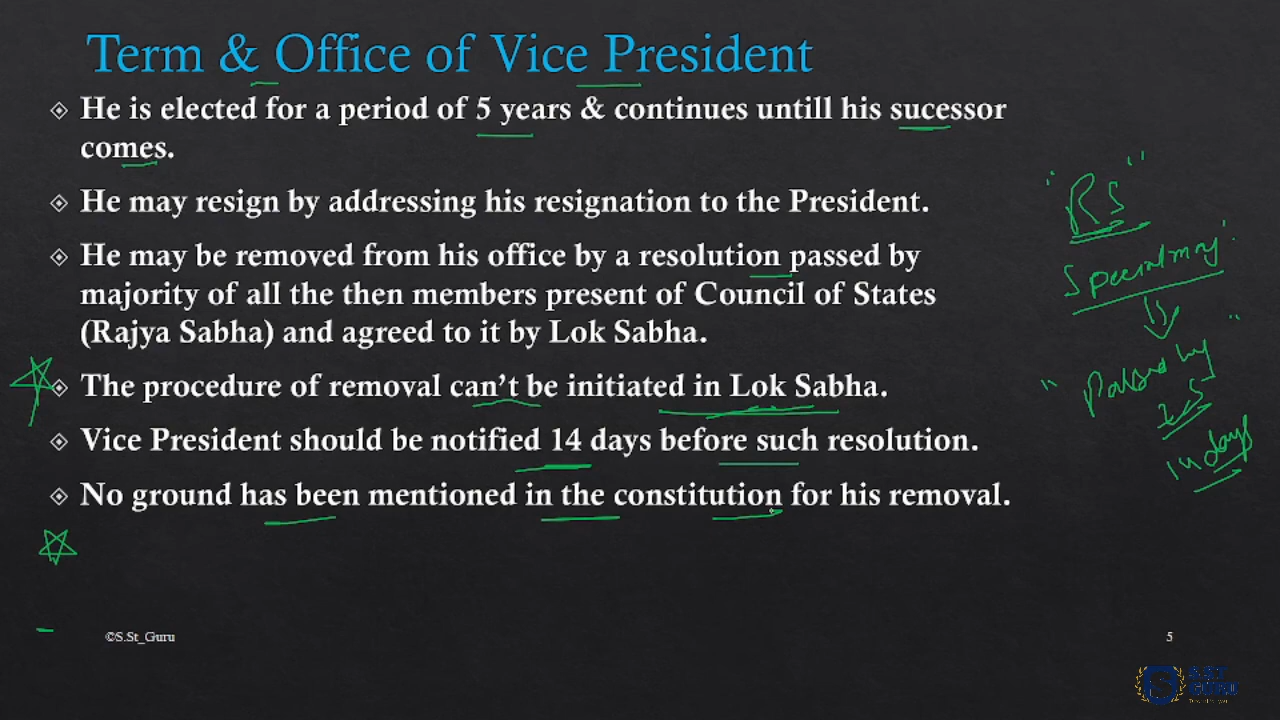 Term & Office of Vice President
He is elected for a period of 5 years & continues untill his sucessor
comes.
He may resign by addressing his resignation to the President.
He may be removed from his office by a resolution passed by
majority of all the then members present of Council of States
(Rajya Sabha) and agreed to it by Lok Sabha.
The procedure of removal can't be initiated in Lok Sabha.
Vice President should be notified 14 days before such resolution.
No ground has been mentioned in the constitution for his removal.
"RS"
Passed by
14 days
©S.St_Guru
5
SST
GURU